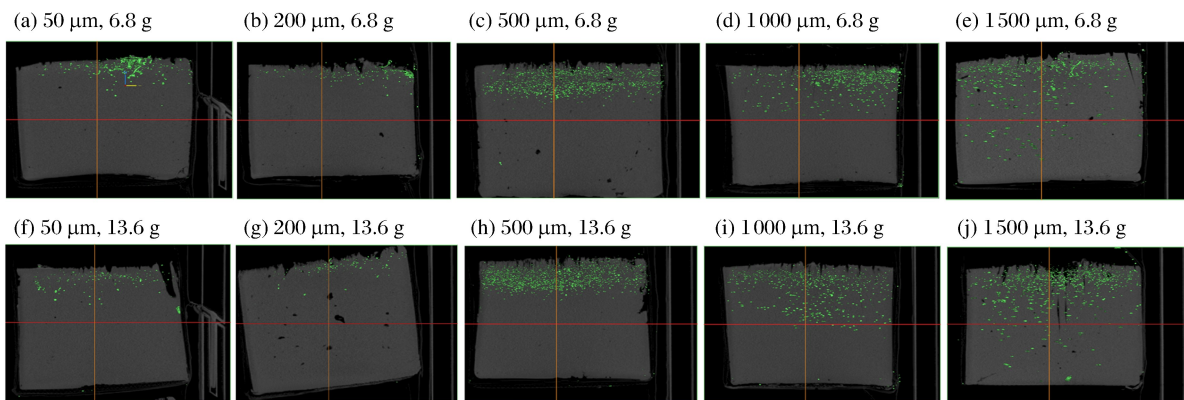 (a) 50 μm, 6.8 g
(b) 200 μm, 6.8 g
(c) 500 μm, 6.8 g
(d) 1 000 μm, 6.8 g
(e) 1 500 μm, 6.8 g
(f) 50 μm, 13.6 g
(g) 200 μm, 13.6 g
(h) 500 μm, 13.6 g
(i) 1 000 μm, 13.6 g
(j) 1 500 μm, 13.6 g